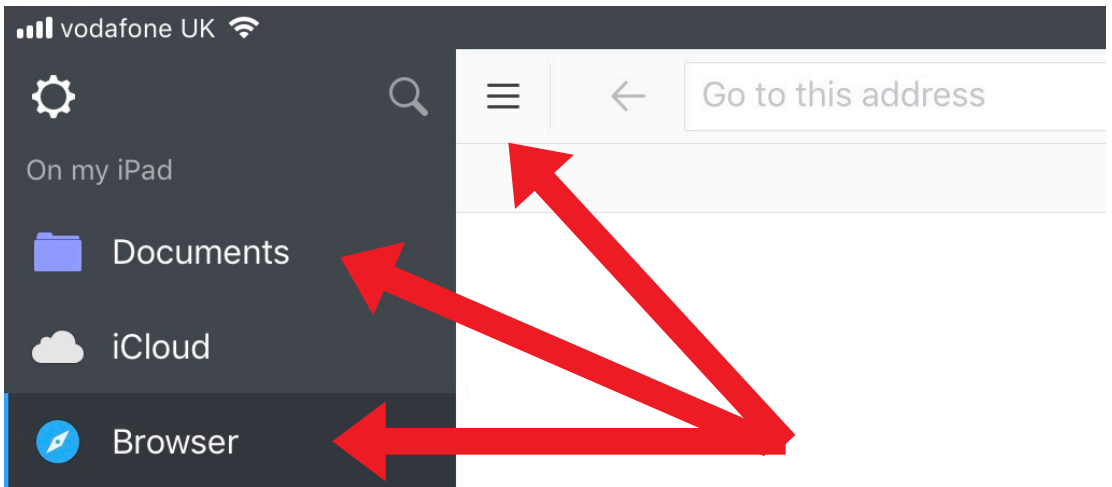 vodafone UK
Go to this address
On my iPad
Documents
iCloud
Browser